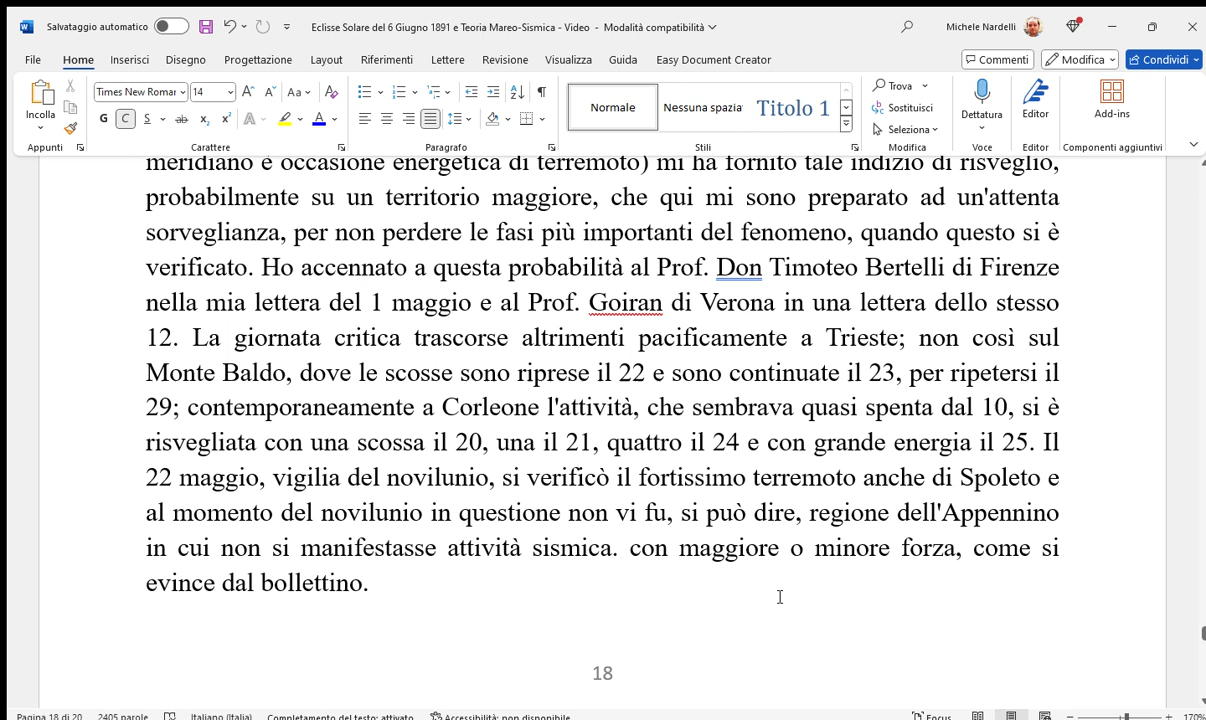 Salvataggio automatico
Eclisse Solare del 6 Giugno 1891 e Teoria Mareo-Sismica - Video - Modalità compatibilità
Michele Nardelli
File Home Inserisci Disegno Progettazione Layout Riferimenti Lettere Revisione Visualizza Guida Easy Document Creator
Commenti Modifica Condividi
Incolla
Appunti
Times New Roman 14
G C S ab
Carattere
Paragrafo
Normale Nessuna spazia Titolo 1
Stili
Trova
Sostituisci
Seleziona
Modifica
Dettatura
Voce
Editor
Editor
Add-ins
Componenti aggiuntivi
meridiano è occasione energetica di terremoto) mi ha fornito tale indizio di risveglio,
probabilmente su un territorio maggiore, che qui mi sono preparato ad un'attenta
sorveglianza, per non perdere le fasi più importanti del fenomeno, quando questo si è
verificato. Ho accennato a questa probabilità al Prof. Don Timoteo Bertelli di Firenze
nella mia lettera del 1 maggio e al Prof. Goiran di Verona in una lettera dello stesso
12. La giornata critica trascorse altrimenti pacificamente a Trieste; non così sul
Monte Baldo, dove le scosse sono riprese il 22 e sono continuate il 23, per ripetersi il
29; contemporaneamente a Corleone l'attività, che sembrava quasi spenta dal 10, si è
risvegliata con una scossa il 20, una il 21, quattro il 24 e con grande energia il 25. Il
22 maggio, vigilia del novilunio, si verificò il fortissimo terremoto anche di Spoleto e
al momento del novilunio in questione non vi fu, si può dire, regione dell'Appennino
in cui non si manifestasse attività sismica. con maggiore o minore forza, come si
evince dal bollettino.
18
Pagina 18 di 20 2405 parole Italiano (Italia) Completamento del testo: attivato Accessibilità: non disponibile Focus 170%